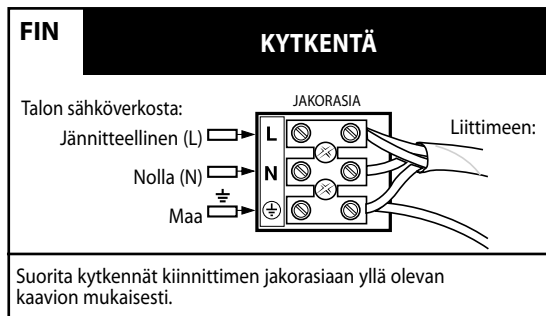 FIN
KYTKENTÄ
Talon sähköverkosta:
JAKORASIA
Jännitteellinen (L)
L
Liittimeen:
Nolla (N)
N
Maa
Suorita kytkennät kiinnittimen jakorasiaan yllä olevan
kaavion mukaisesti.